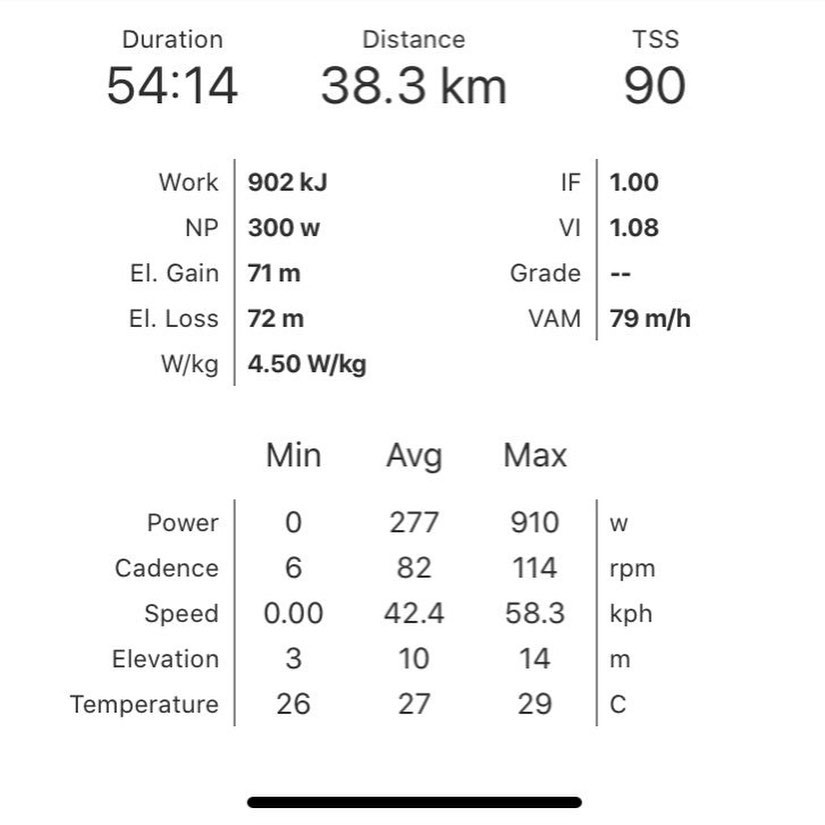 Duration Distance TSS
54:14 38.3 km 90
Work 902 kJ IF 1.00
NP 300 w VI 1.08
El. Gain 71 m Grade --
El. Loss 72 m VAM 79 m/h
W/kg 4.50 W/kg
Min Avg Max
Power 0 277 910 w
Cadence 6 82 114 rpm
Speed 0.00 42.4 58.3 kph
Elevation 3 10 14 m
Temperature 26 27 29 C